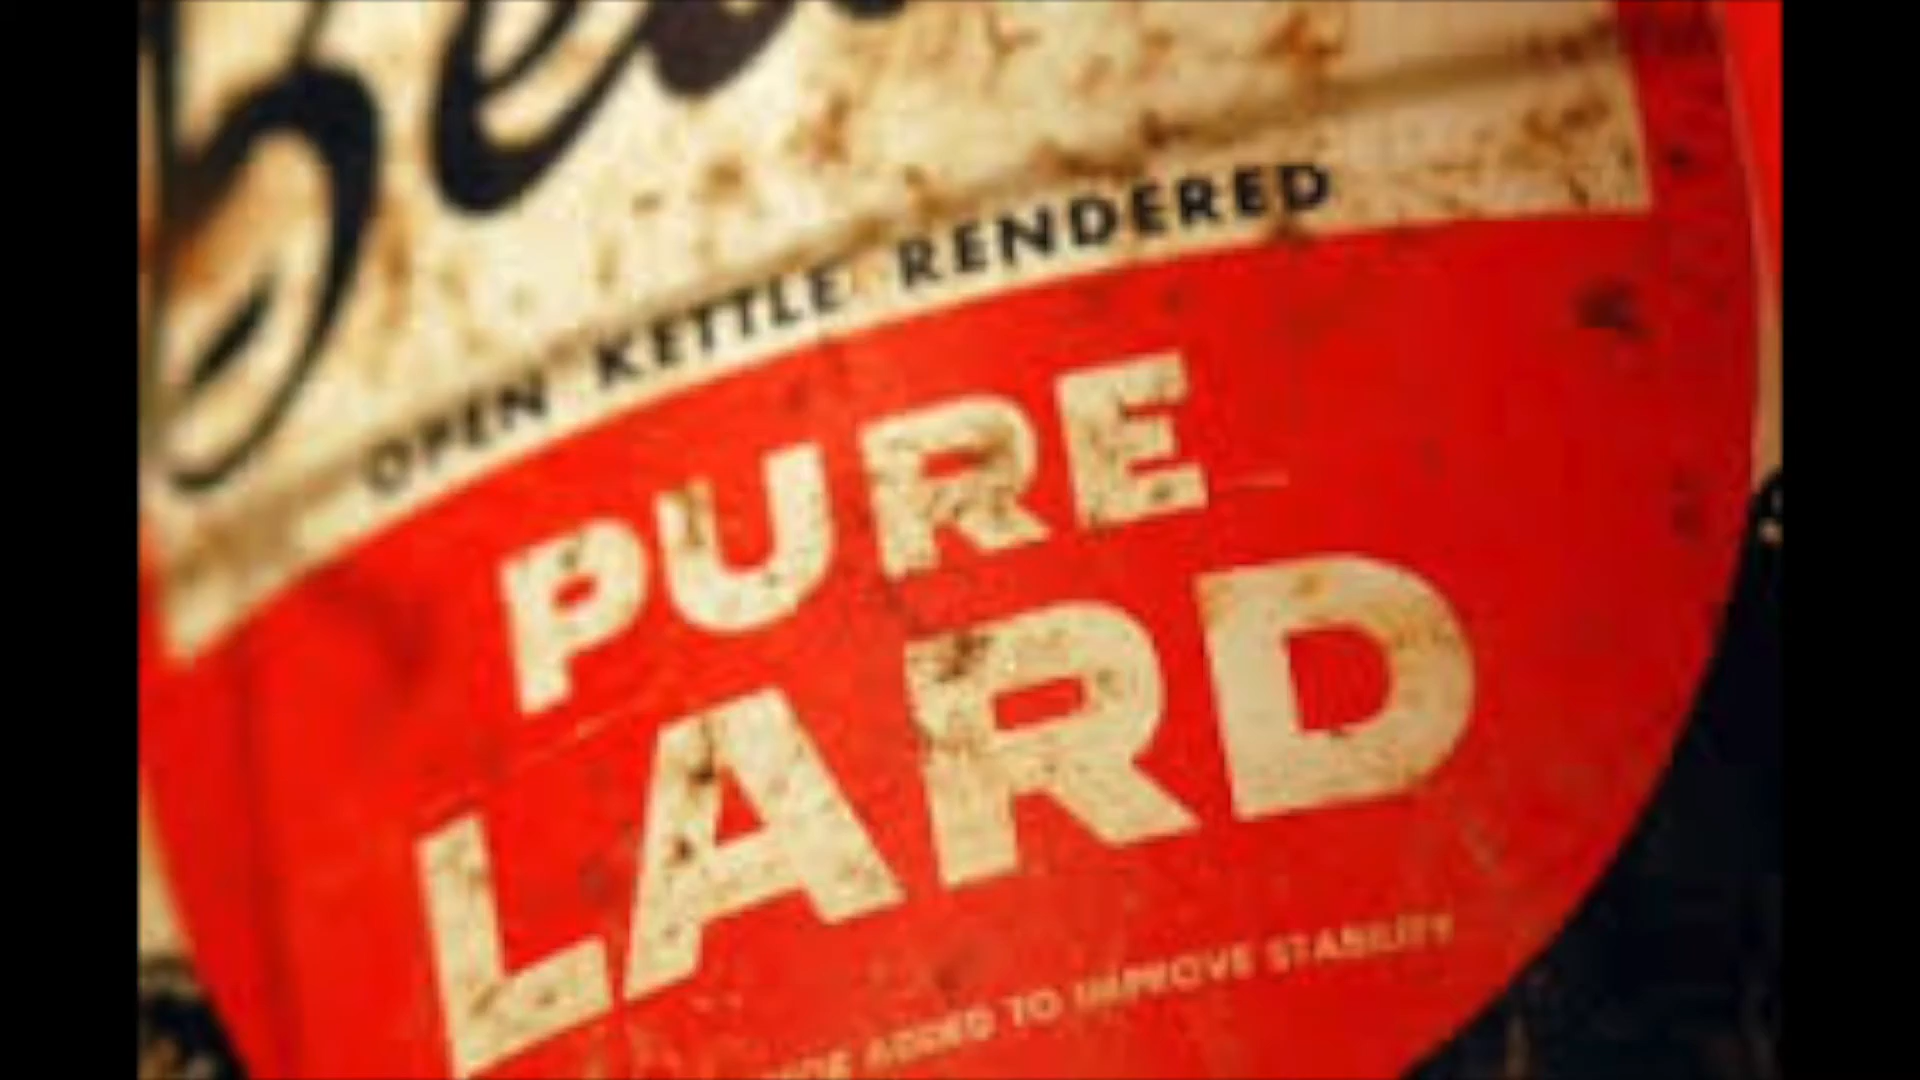 OPEN KETTLE RENDERED
PURE
LARD
ADDED TO IMPROVE STABILITY